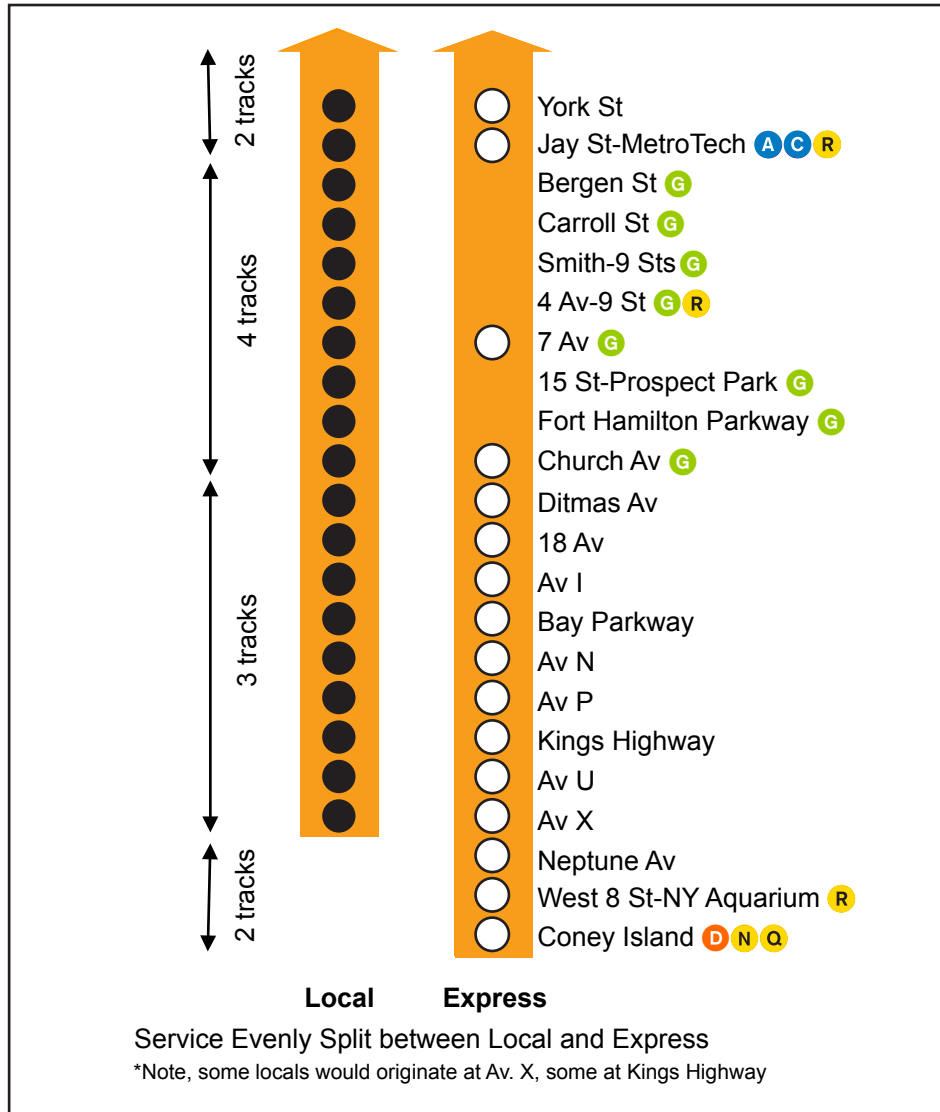 2 tracks
York St
Jay St-MetroTech A C R
Bergen St G
Carroll St G
Smith-9 Sts G
4 Av-9 St G R
4 tracks
7 Av G
15 St-Prospect Park G
Fort Hamilton Parkway G
Church Av G
Ditmas Av
18 Av
Av I
Bay Parkway
3 tracks
Av N
Av P
Kings Highway
Av U
Av X
Neptune Av
2 tracks
West 8 St-NY Aquarium R
Coney Island D N Q
Local Express
Service Evenly Split between Local and Express
*Note, some locals would originate at Av. X, some at Kings Highway